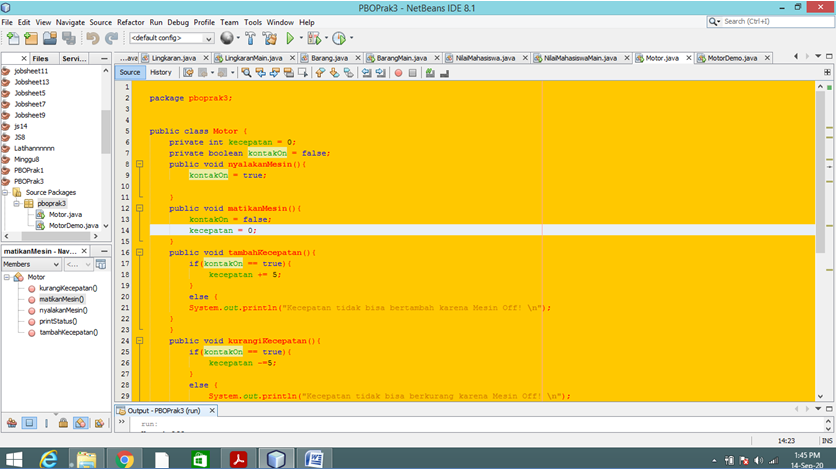 PBOPrak3 - NetBeans IDE 8.1
File Edit View Navigate Source Refactor Run Debug Profile Team Tools Window Help
Search (Ctrl+I)
<default config>
Files Servi...
...ava Lingkaran.java LingkaranMain.java Barang.java BarangMain.java NilaiMahasiswa.java NilaiMahasiswaMain.java Motor.java MotorDemo.java
Source History
jobsheet11
Jobsheet13
Jobsheet5
Jobsheet7
Jobsheet9
js14
JS8
Latihannnnn
Minggu8
PBOPrak1
PBOPrak3
Source Packages
pboprak3
Motor.java
MotorDemo.java
matikanMesin - Nav...
Members <...
Motor
kurangKecepatan()
matikanMesin()
nyalakanMesin()
printStatus()
tambahKecepatan()
1
2 package pboprak3;
3
4
5 public class Motor {
6 private int kecepatan = 0;
7 private boolean kontakOn = false;
8 public void nyalakanMesin(){
9 kontakOn = true;
10
11 }
12 public void matikanMesin(){
13 kontakOn = false;
14 kecepatan = 0;
15 }
16 public void tambahKecepatan(){
17 if(kontakOn == true){
18 kecepatan += 5;
19 }
20 else {
21 System.out.println("Kecepatan tidak bisa bertambah karena Mesin Off! \n");
22 }
23 }
24 public void kurangiKecepatan(){
25 if(kontakOn == true){
26 kecepatan -=5;
27 }
28 else {
29 System.out.println("Kecepatan tidak bisa berkurang karena Mesin Off! \n");
Output - PBOPrak3 (run)
run:
14:23 INS
1:45 PM
14-Sep-20